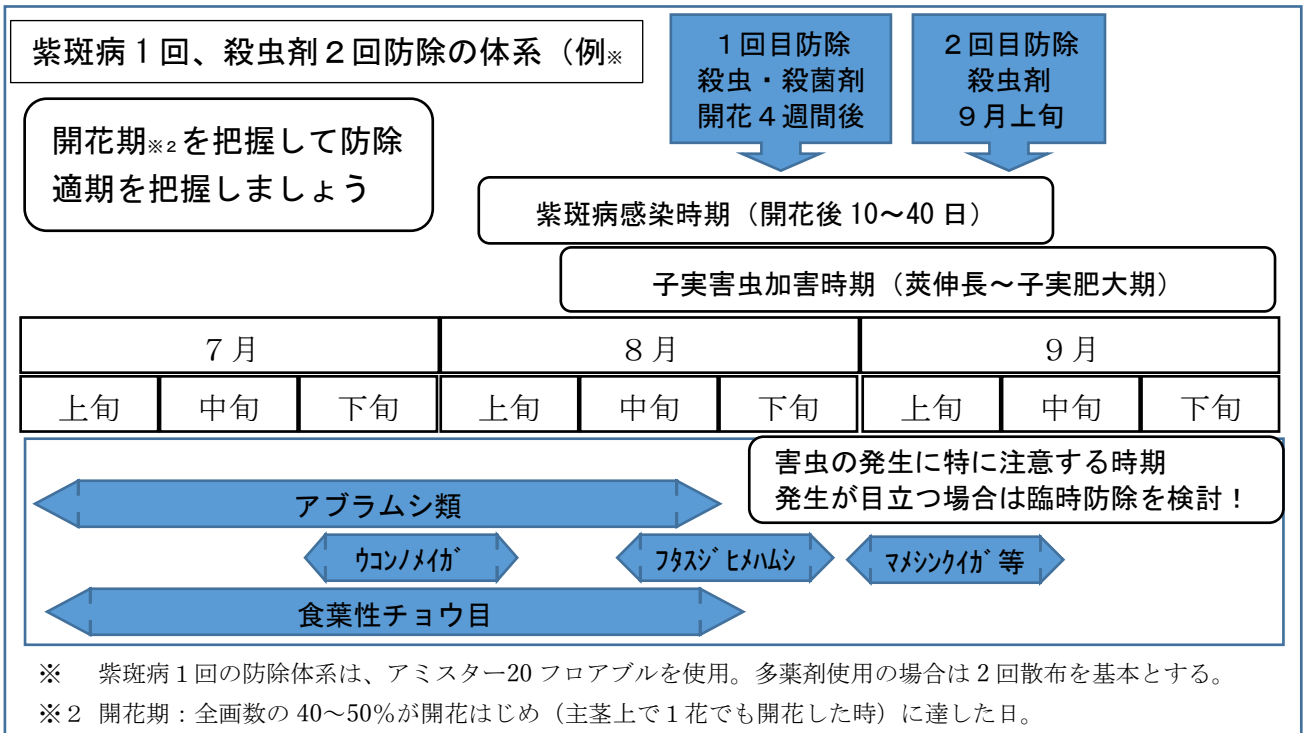 紫斑病１回、殺虫剤２回防除の体系（例※
１回目防除
殺虫・殺菌剤
開花４週間後
２回目防除
殺虫剤
９月上旬
開花期※2を把握して防除
適期を把握しましょう
紫斑病感染時期（開花後 10～40 日）
子実害虫加害時期（莢伸長～子実肥大期）
７月 ８月 ９月
上旬 中旬 下旬 上旬 中旬 下旬 上旬 中旬 下旬
害虫の発生に特に注意する時期
発生が目立つ場合は臨時防除を検討！
アブラムシ類
ｳｺﾝﾉﾒｲｶﾞ ﾌﾀｽｼﾞﾋﾒﾊﾑｼ ﾏﾒｼﾝｸｲｶﾞ等
食葉性チョウ目
※ 紫斑病１回の防除体系は、アミスター20 フロアブルを使用。多薬剤使用の場合は 2 回散布を基本とする。
※２ 開花期：全画数の 40～50％が開花はじめ（主茎上で１花でも開花した時）に達した日。